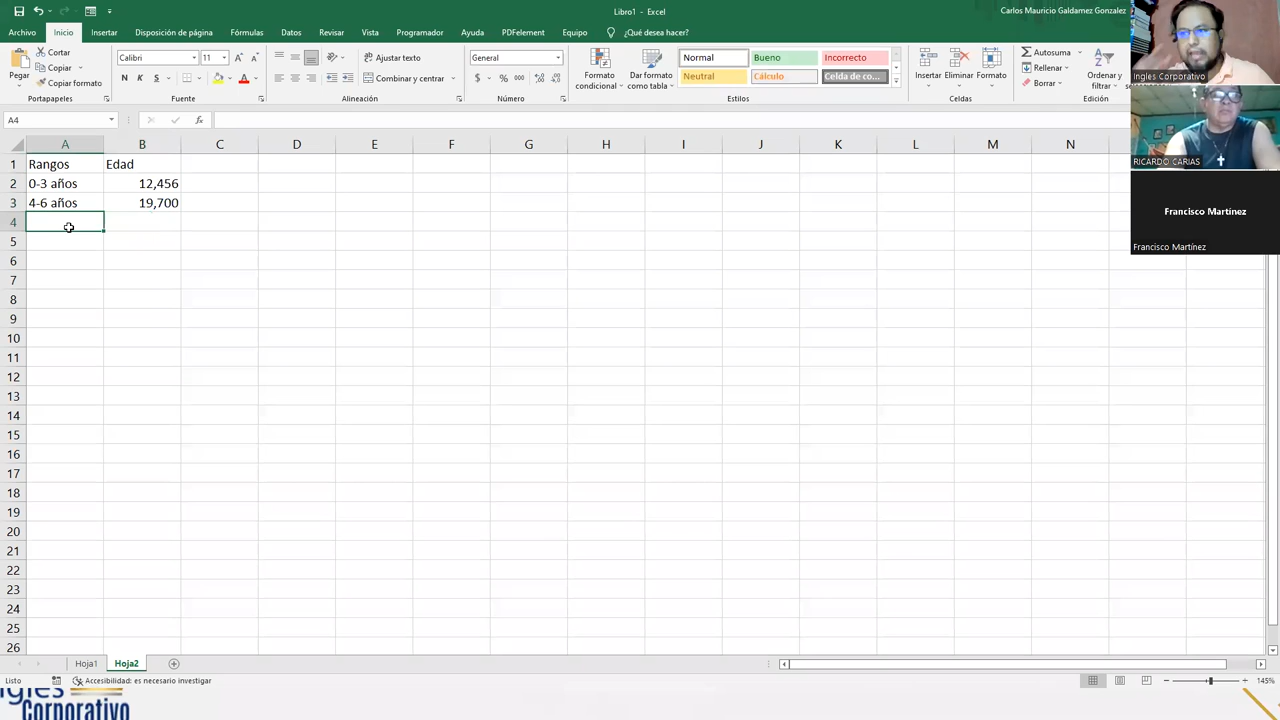 Libro1 - Excel
Carlos Mauricio Galdamez Gonzalez
Archivo Inicio Insertar Disposición de página Fórmulas Datos Revisar Vista Programador Ayuda PDFelement Equipo ¿Qué desea hacer?
Pegar
Cortar
Copiar
Copiar formato
Portapapeles
Calibri 11
N K S
Fuente
Ajustar texto
Combinar y centrar
Alineación
General
$ % 000
Número
Formato condicional
Dar formato como tabla
Normal Bueno Incorrecto
Neutral Cálculo Celda de co...
Estilos
Insertar Eliminar Formato
Celdas
Autosuma
Rellenar
Borrar
Ordenar y
Edición
Ingles Corporativo
RICARDO CARIAS
Francisco Martínez
Francisco Martínez
A4 fx
A B C D E F G H I J K L M N
1 Rangos Edad
2 0-3 años 12,456
3 4-6 años 19,700
4
5
6
7
8
9
10
11
12
13
14
15
16
17
18
19
20
21
22
23
24
25
26
Hoja1 Hoja2
Listo Accesibilidad: es necesario investigar 145%
Ingles
Corporativo